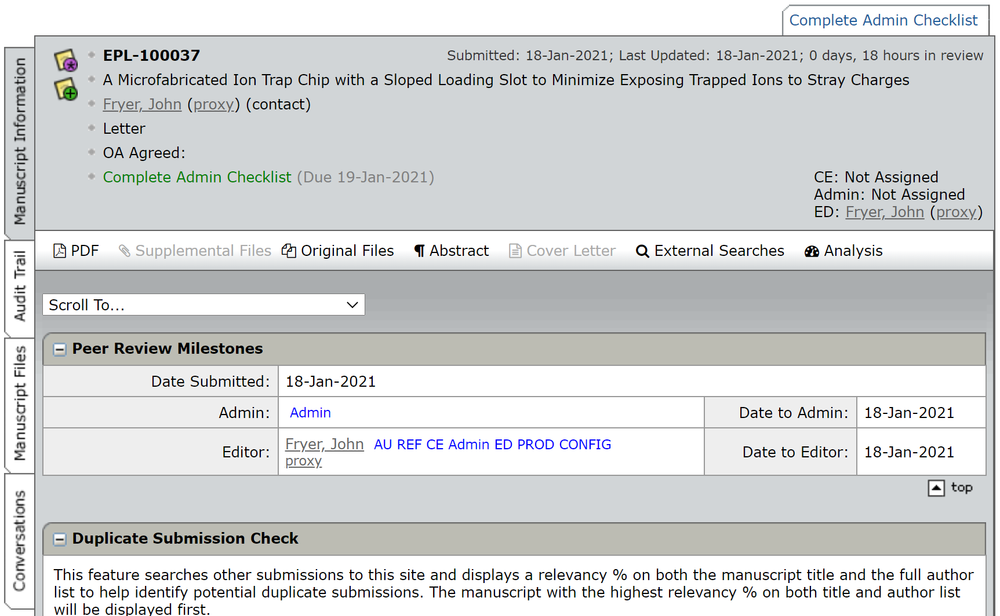 Complete Admin Checklist
EPL-100037
Submitted: 18-Jan-2021; Last Updated: 18-Jan-2021; 0 days, 18 hours in review
A Microfabricated Ion Trap Chip with a Sloped Loading Slot to Minimize Exposing Trapped Ions to Stray Charges
Fryer, John (proxy) (contact)
Letter
OA Agreed:
Complete Admin Checklist (Due 19-Jan-2021)
CE: Not Assigned
Admin: Not Assigned
ED: Fryer, John (proxy)
Manuscript Information
Audit Trail
Manuscript Files
Conversations
PDF Supplemental Files Original Files Abstract Cover Letter External Searches Analysis
Scroll To...
Peer Review Milestones
Date Submitted: 18-Jan-2021
Admin: Admin Date to Admin: 18-Jan-2021
Editor: Fryer, John AU REF CE Admin ED PROD CONFIG Date to Editor: 18-Jan-2021
proxy
top
Duplicate Submission Check
This feature searches other submissions to this site and displays a relevancy % on both the manuscript title and the full author
list to help identify potential duplicate submissions. The manuscript with the highest relevancy % on both title and author list
will be displayed first.